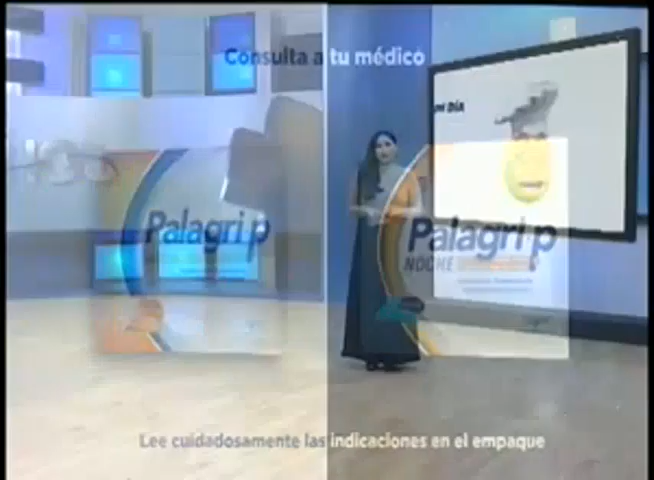 Consulta a tu médico
DÍA
Palagrip
Palagrip
NOCHE
Lee cuidadosamente las indicaciones en el empaque